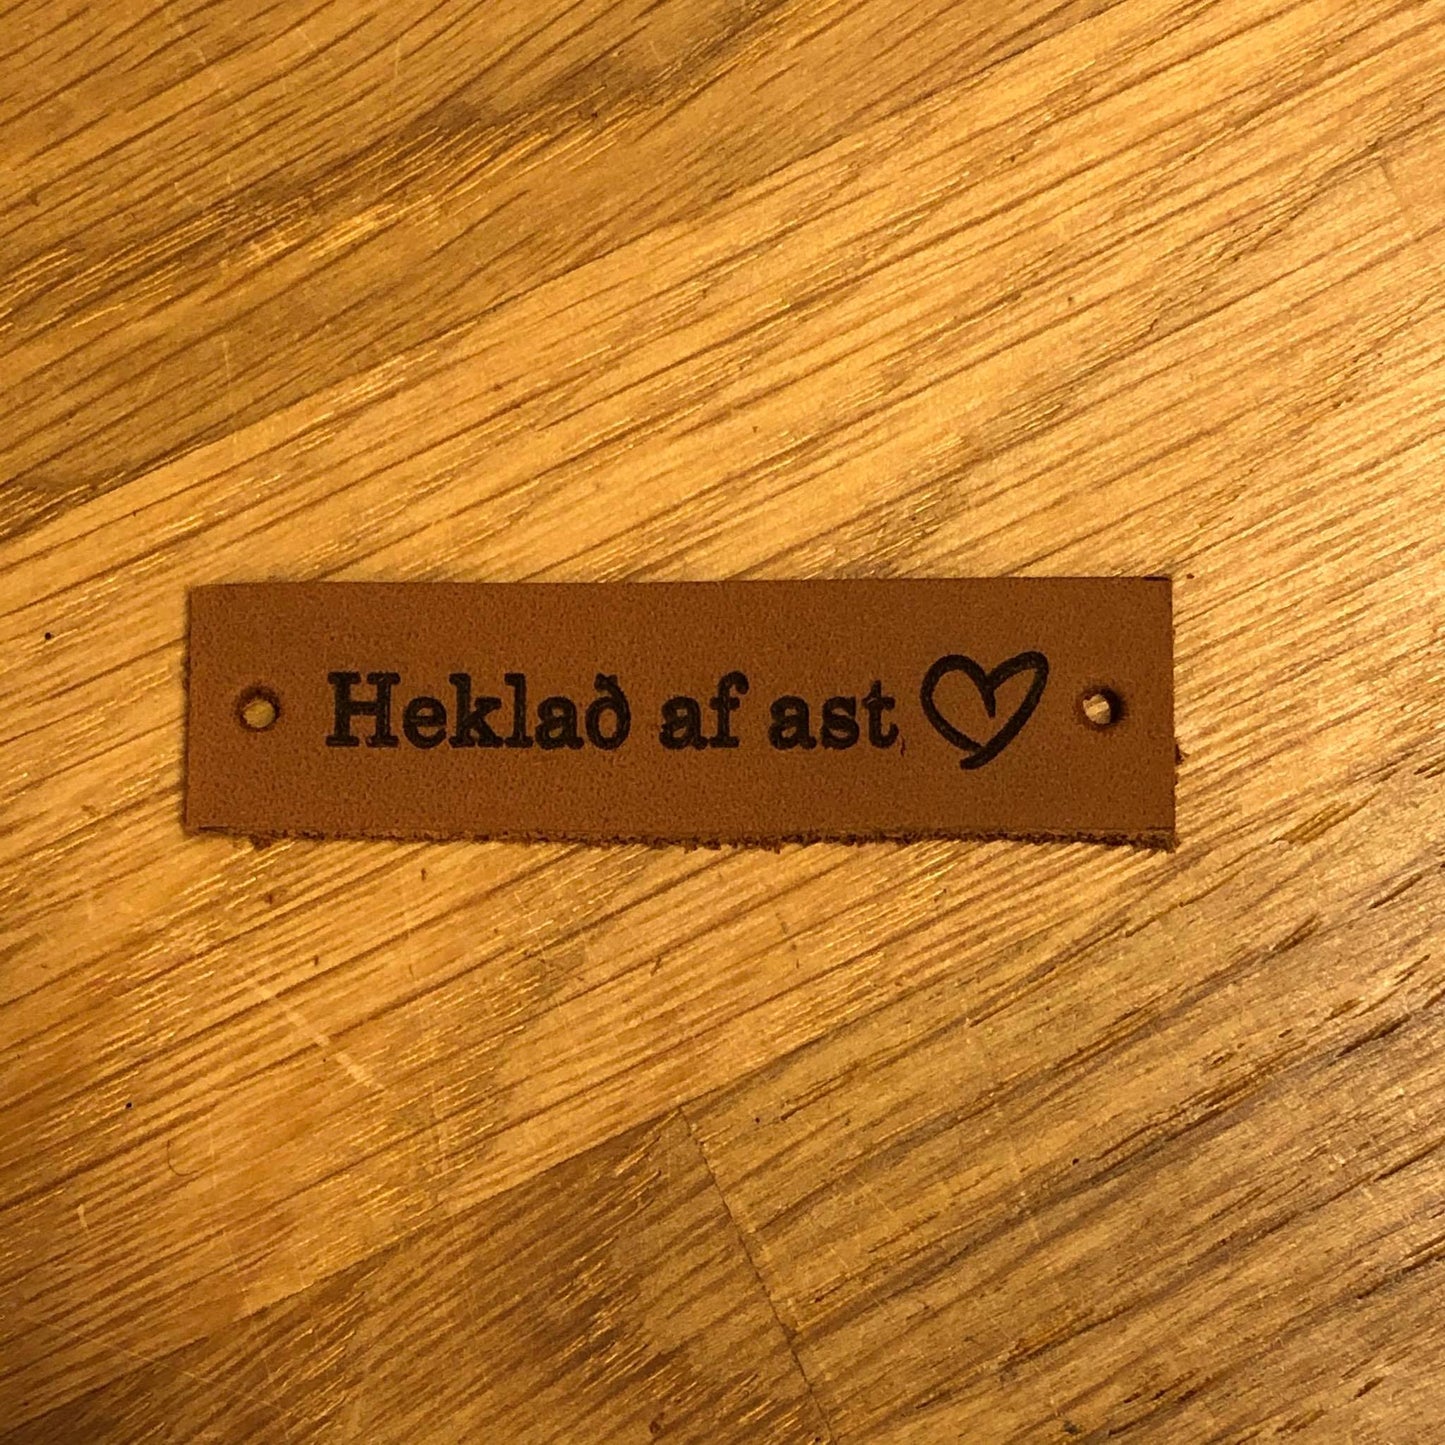 Heklað af ast ♡